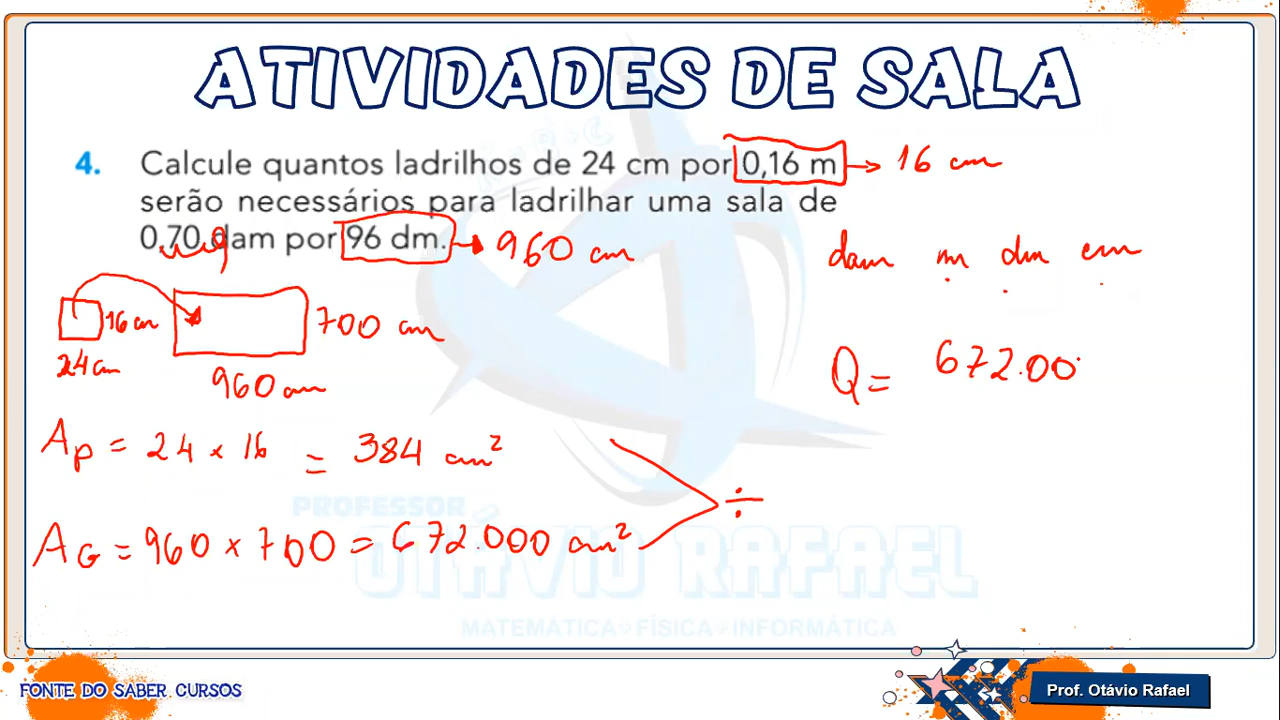 ATIVIDADES DE SALA
4. Calcule quantos ladrilhos de 24 cm por 0,16 m → 16 cm
serão necessários para ladrilhar uma sala de
0,70 dam por 96 dm. → 960 cm
dam m dm cm
16 cm
24 cm
700 cm
960 cm
Q = 672.00
Ap = 24 x 16 = 384 cm²
÷
AG = 960 x 700 = 672.000 cm²
PROFESSOR
OTÁVIO RAFAEL
MATEMÁTICA FÍSICA INFORMÁTICA
FONTE DO SABER CURSOS
Prof. Otávio Rafael